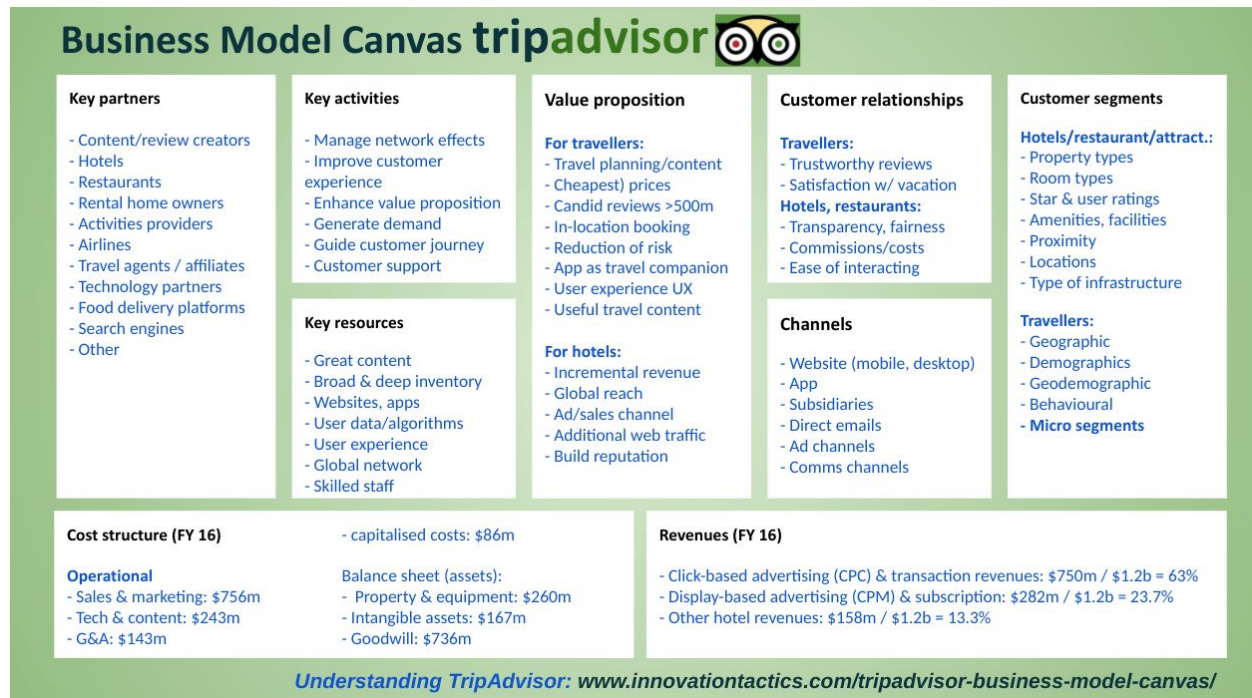 Business Model Canvas tripadvisor
Key partners
- Content/review creators
- Hotels
- Restaurants
- Rental home owners
- Activities providers
- Airlines
- Travel agents / affiliates
- Technology partners
- Food delivery platforms
- Search engines
- Other
Key activities
- Manage network effects
- Improve customer
experience
- Enhance value proposition
- Generate demand
- Guide customer journey
- Customer support
Key resources
- Great content
- Broad & deep inventory
- Websites, apps
- User data/algorithms
- User experience
- Global network
- Skilled staff
Value proposition
For travellers:
- Travel planning/content
- Cheapest) prices
- Candid reviews >500m
- In-location booking
- Reduction of risk
- App as travel companion
- User experience UX
- Useful travel content
For hotels:
- Incremental revenue
- Global reach
- Ad/sales channel
- Additional web traffic
- Build reputation
Customer relationships
Travellers:
- Trustworthy reviews
- Satisfaction w/ vacation
Hotels, restaurants:
- Transparency, fairness
- Commissions/costs
- Ease of interacting
Channels
- Website (mobile, desktop)
- App
- Subsidiaries
- Direct emails
- Ad channels
- Comms channels
Customer segments
Hotels/restaurant/attract.:
- Property types
- Room types
- Star & user ratings
- Amenities, facilities
- Proximity
- Locations
- Type of infrastructure
Travellers:
- Geographic
- Demographics
- Geodemographic
- Behavioural
- Micro segments
Cost structure (FY 16)
Operational
- Sales & marketing: $756m
- Tech & content: $243m
- G&A: $143m
- capitalised costs: $86m
Balance sheet (assets):
- Property & equipment: $260m
- Intangible assets: $167m
- Goodwill: $736m
Revenues (FY 16)
- Click-based advertising (CPC) & transaction revenues: $750m / $1.2b = 63%
- Display-based advertising (CPM) & subscription: $282m / $1.2b = 23.7%
- Other hotel revenues: $158m / $1.2b = 13.3%
Understanding TripAdvisor: www.innovationtactics.com/tripadvisor-business-model-canvas/